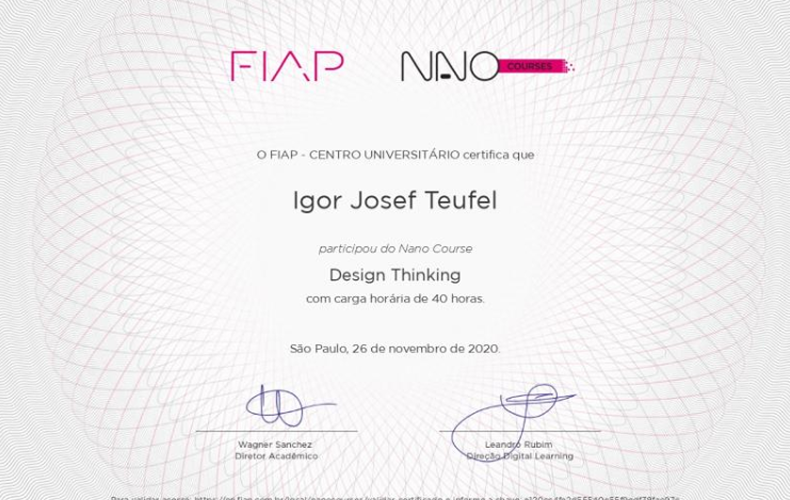 FIAP NANO COURSES
O FIAP - CENTRO UNIVERSITÁRIO certifica que
Igor Josef Teufel
participou do Nano Course
Design Thinking
com carga horária de 40 horas.
São Paulo, 26 de novembro de 2020.
Wagner Sanchez
Diretor Acadêmico
Leandro Rubim
Direção Digital Learning